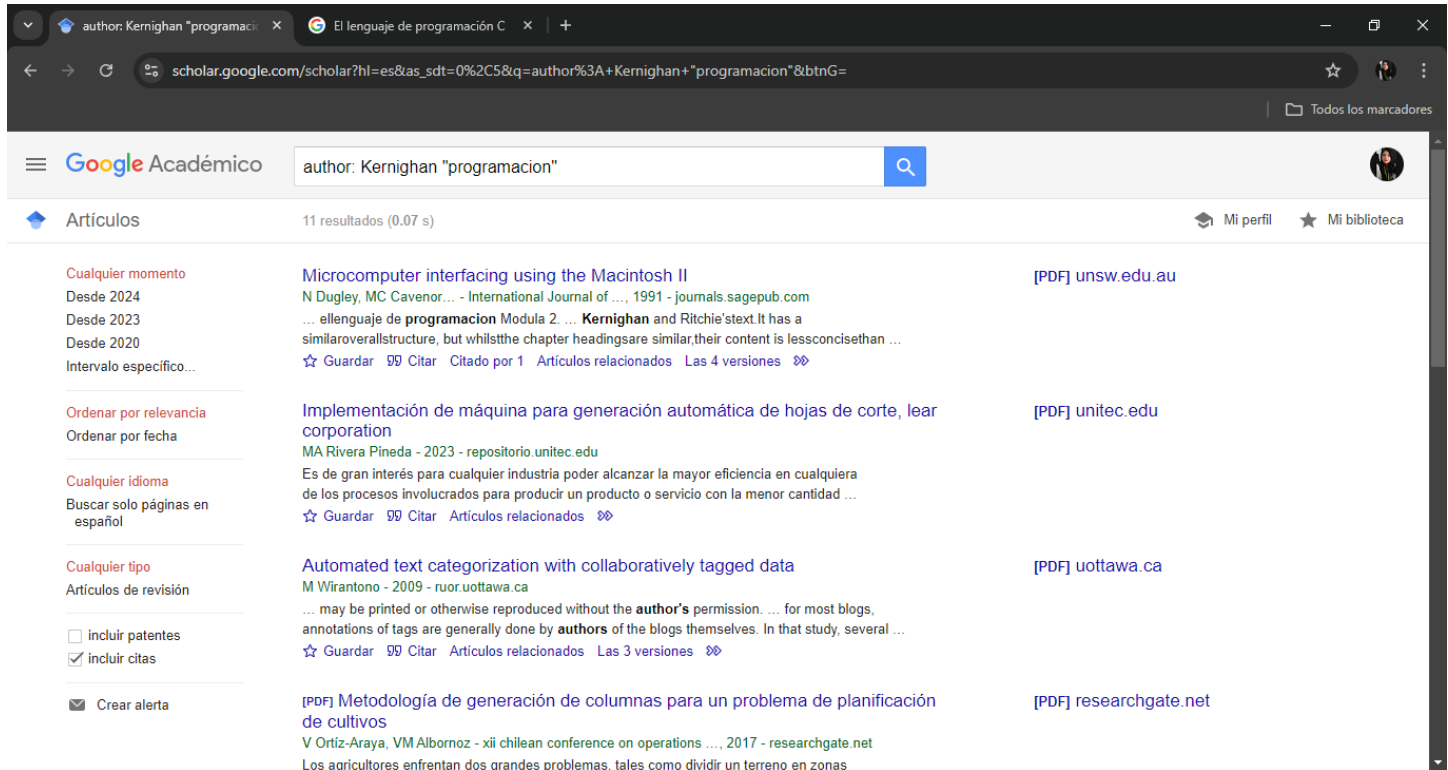 author: Kernighan "programacic
El lenguaje de programación C
scholar.google.com/scholar?hl=es&as_sdt=0%2C5&q=author%3A+Kernighan+"programacion"&btnG=
Todos los marcadores
Google Académico
author: Kernighan "programacion"
Artículos
11 resultados (0.07 s)
Mi perfil
Mi biblioteca
Cualquier momento
Desde 2024
Desde 2023
Desde 2020
Intervalo específico...
Ordenar por relevancia
Ordenar por fecha
Cualquier idioma
Buscar solo páginas en
español
Cualquier tipo
Artículos de revisión
incluir patentes
incluir citas
Crear alerta
Microcomputer interfacing using the Macintosh II
N Dugley, MC Cavenor... - International Journal of …, 1991 - journals.sagepub.com
… ellenguaje de programacion Modula 2. … Kernighan and Ritchie'stext.It has a
similaroverallstructure, but whilstthe chapter headingsare similar,their content is lessconcisethan …
Guardar Citar Citado por 1 Artículos relacionados Las 4 versiones
[PDF] unsw.edu.au
Implementación de máquina para generación automática de hojas de corte, lear
corporation
MA Rivera Pineda - 2023 - repositorio.unitec.edu
Es de gran interés para cualquier industria poder alcanzar la mayor eficiencia en cualquiera
de los procesos involucrados para producir un producto o servicio con la menor cantidad …
Guardar Citar Artículos relacionados
[PDF] unitec.edu
Automated text categorization with collaboratively tagged data
M Wirantono - 2009 - ruor.uottawa.ca
… may be printed or otherwise reproduced without the author's permission. … for most blogs,
annotations of tags are generally done by authors of the blogs themselves. In that study, several …
Guardar Citar Artículos relacionados Las 3 versiones
[PDF] uottawa.ca
[PDF] Metodología de generación de columnas para un problema de planificación
de cultivos
V Ortíz-Araya, VM Albornoz - xii chilean conference on operations …, 2017 - researchgate.net
Los agricultores enfrentan dos grandes problemas, tales como dividir un terreno en zonas
[PDF] researchgate.net